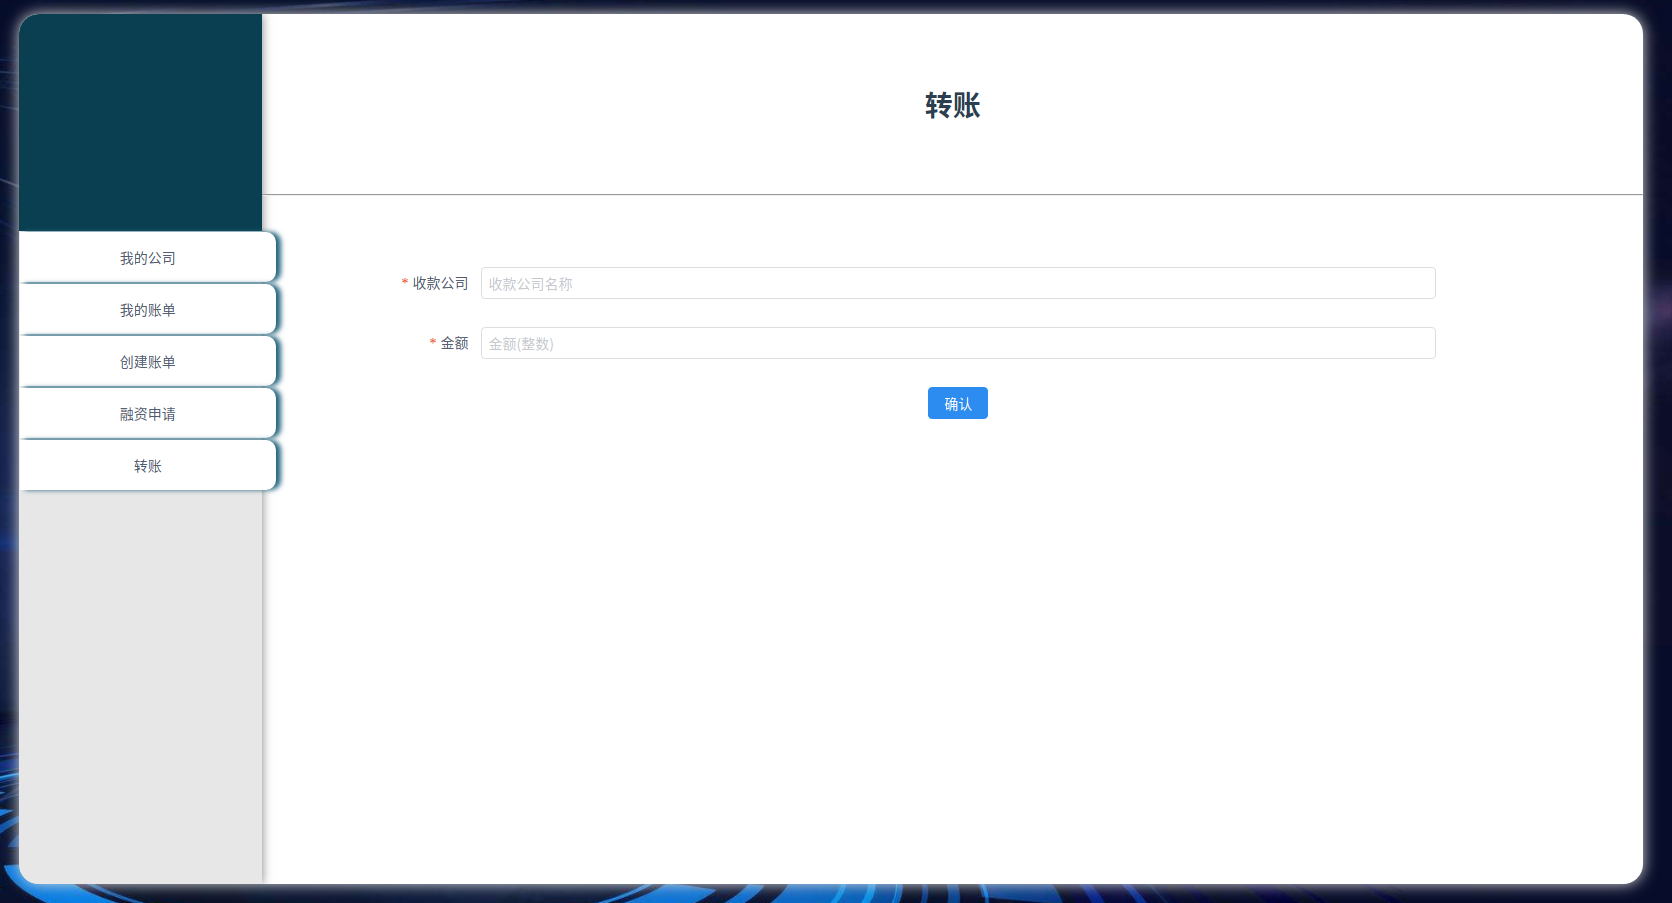 转账
我的公司
我的账单
创建账单
融资申请
转账
* 收款公司
收款公司名称
* 金额
金额(整数)
确认